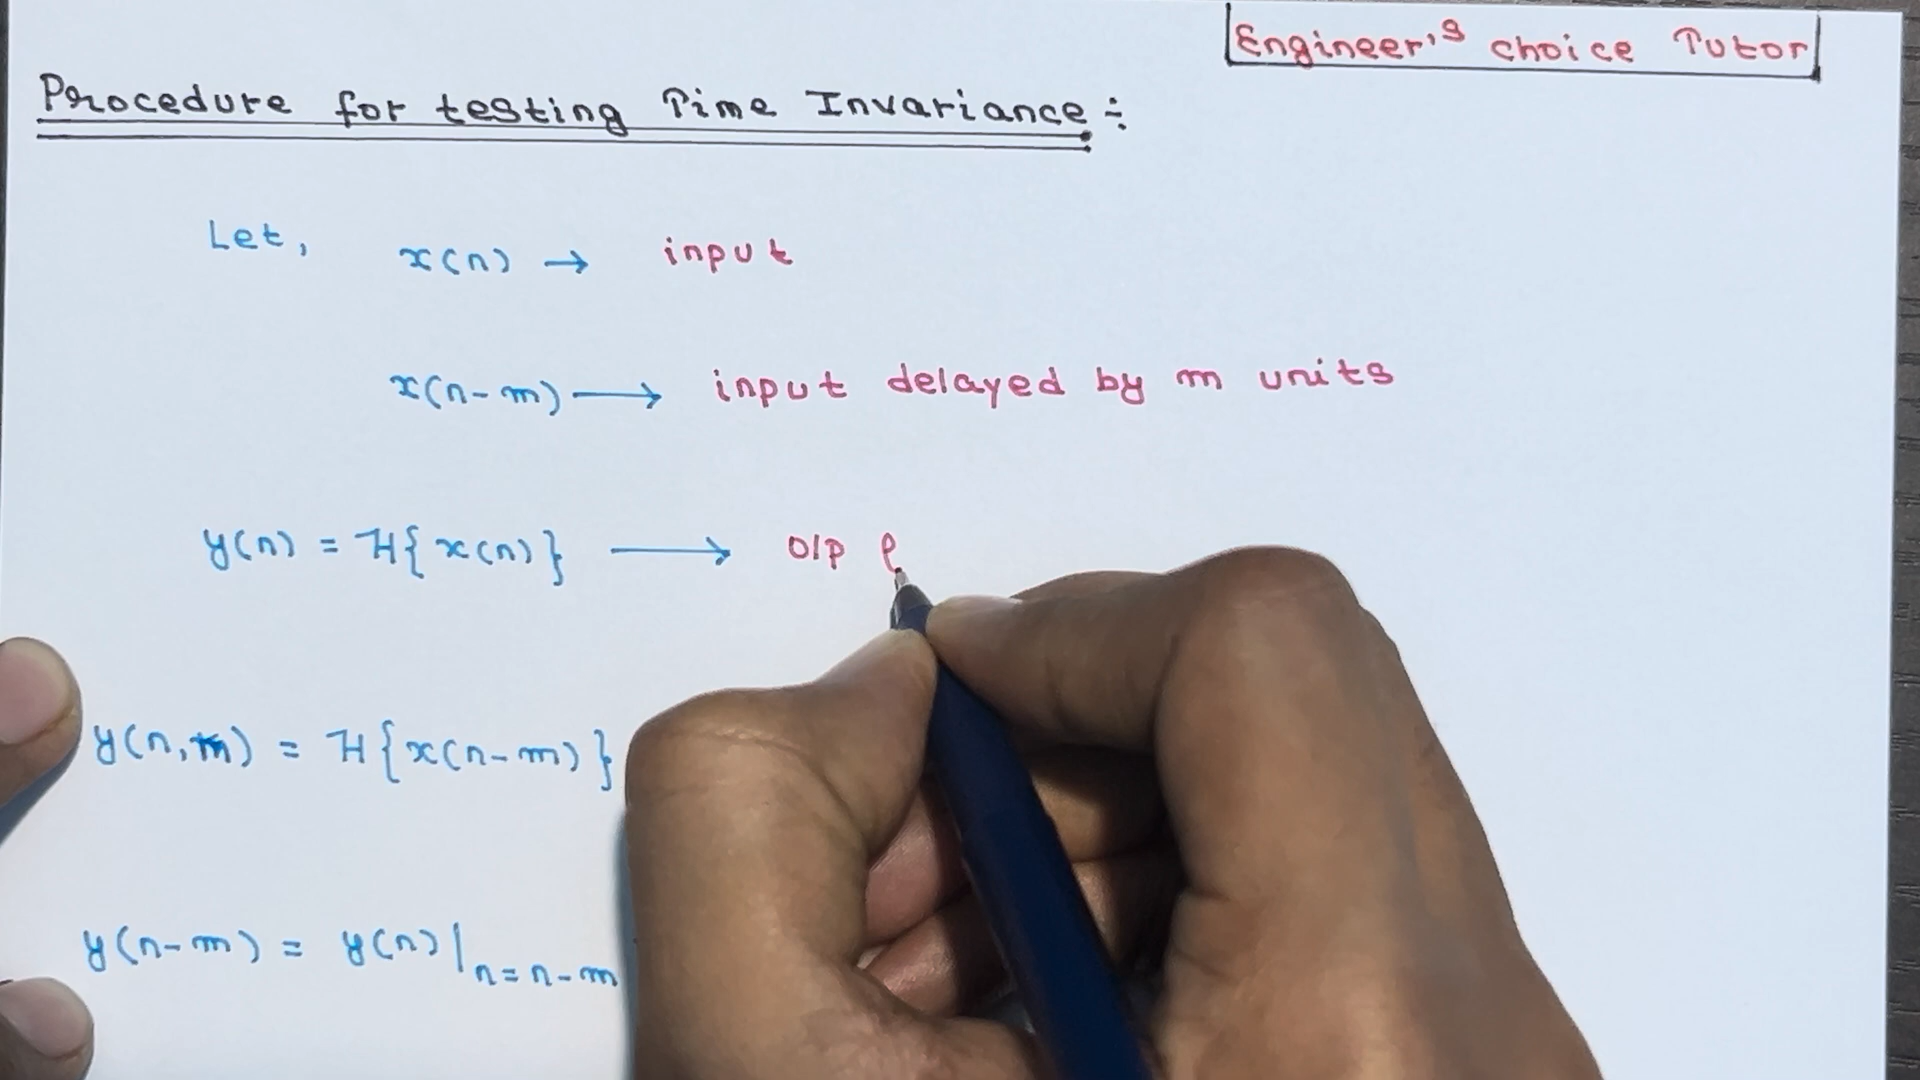 Engineer's choice Tutor
Procedure for testing Time Invariance :-
Let, x(n) → input
x(n-m) → input delayed by m units
y(n) = H{x(n)} → O/P
y(n,m) = H{x(n-m)}
y(n-m) = y(n)|n=n-m